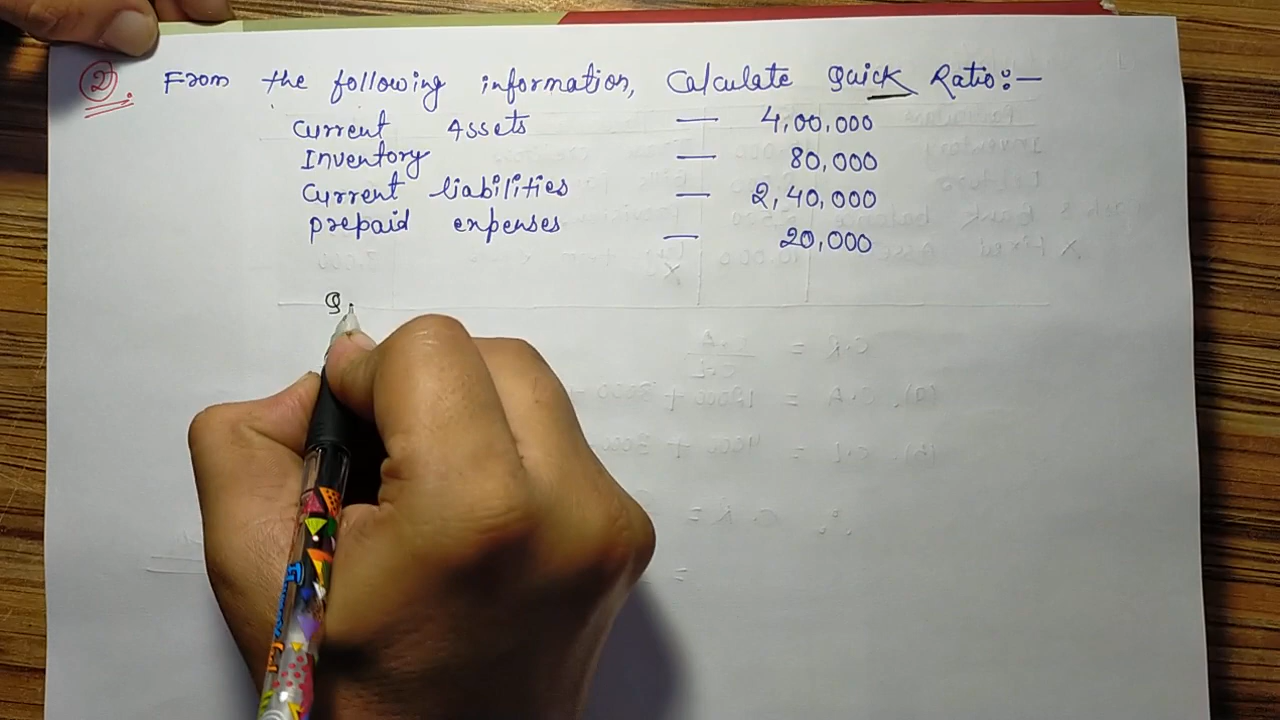 2. From the following information, Calculate Quick Ratio:—
Current Assets — 4,00,000
Inventory — 80,000
Current liabilities — 2,40,000
prepaid expenses — 20,000
Q.